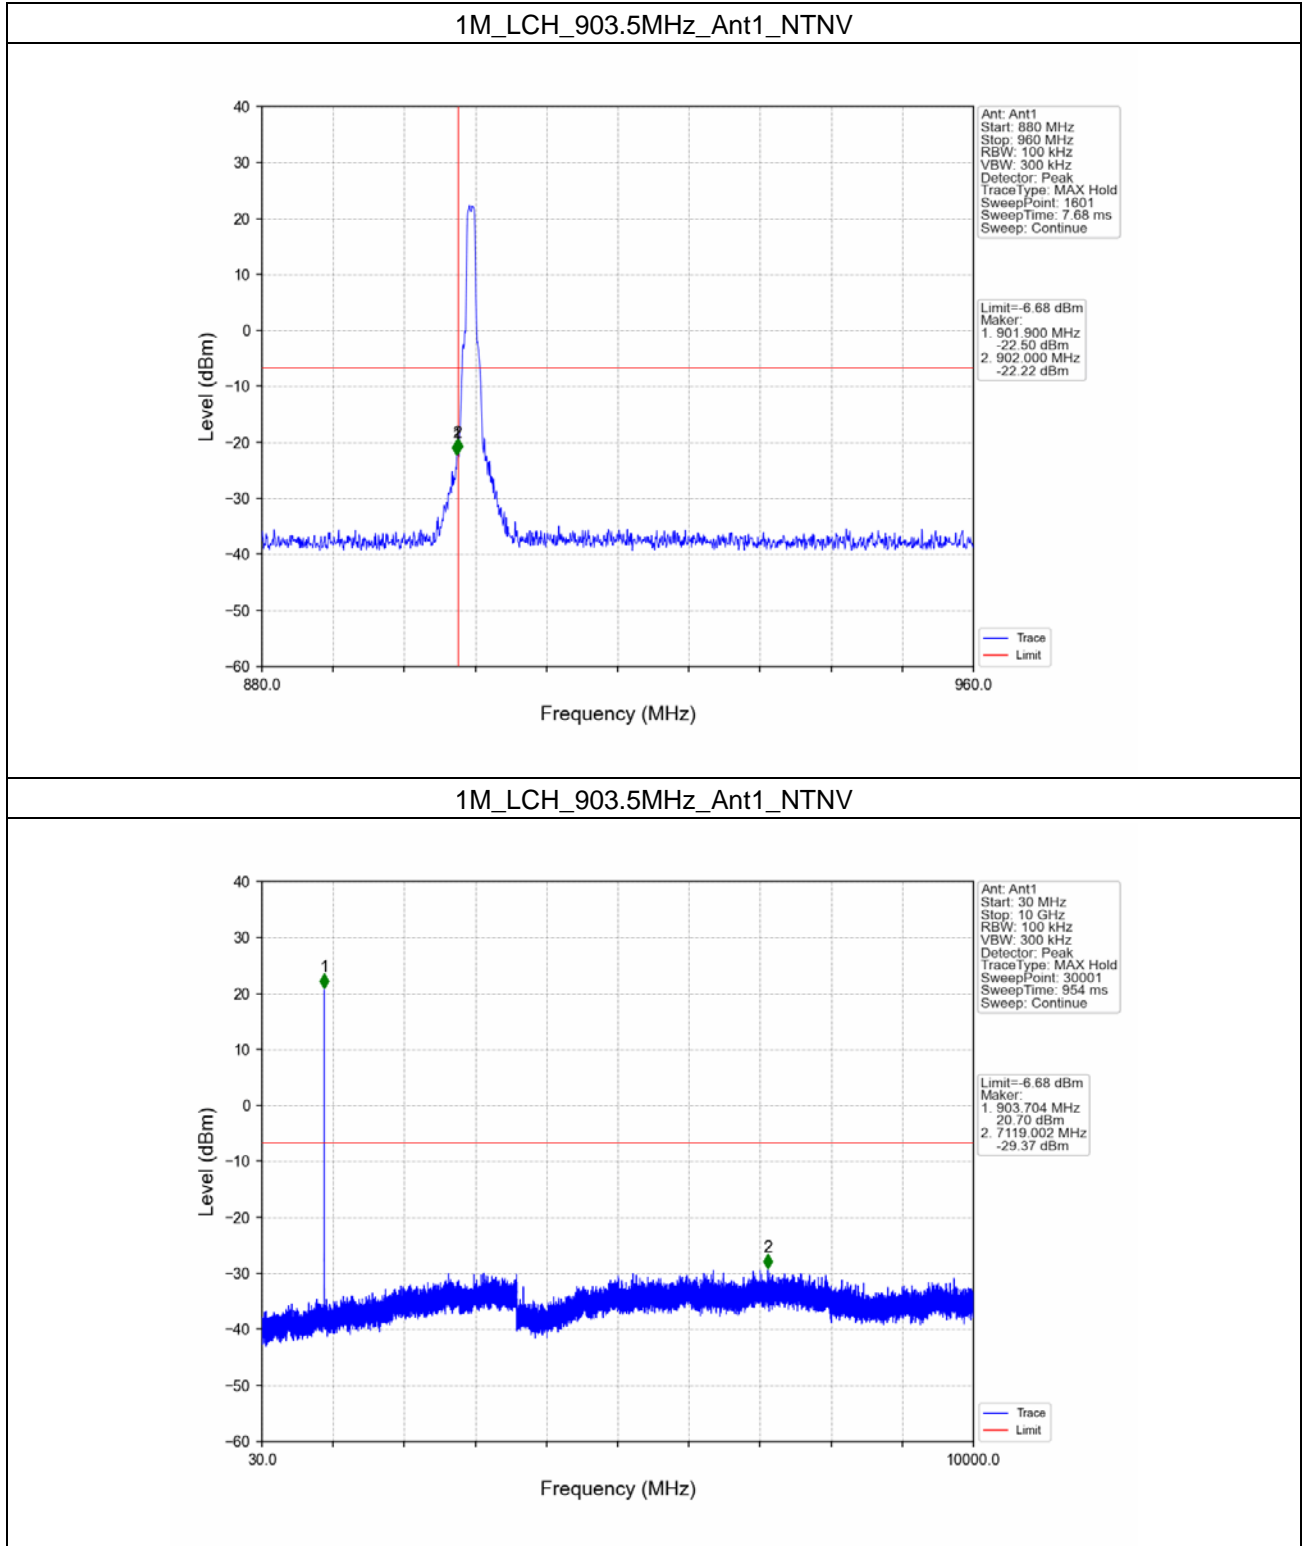 1M_LCH_903.5MHz_Ant1_NTNV
40
30
20
10
0
−10
−20
−30
−40
−50
−60
Level (dBm)
2
880.0
960.0
Frequency (MHz)
Ant: Ant1
Start: 880 MHz
Stop: 960 MHz
RBW: 100 kHz
VBW: 300 kHz
Detector: Peak
TraceType: MAX Hold
SweepPoint: 1601
SweepTime: 7.68 ms
Sweep: Continue
Limit=-6.68 dBm
Maker:
1. 901.900 MHz
-22.50 dBm
2. 902.000 MHz
-22.22 dBm
Trace
Limit
1M_LCH_903.5MHz_Ant1_NTNV
40
30
20
10
0
−10
−20
−30
−40
−50
−60
Level (dBm)
1
2
30.0
10000.0
Frequency (MHz)
Ant: Ant1
Start: 30 MHz
Stop: 10 GHz
RBW: 100 kHz
VBW: 300 kHz
Detector: Peak
TraceType: MAX Hold
SweepPoint: 30001
SweepTime: 954 ms
Sweep: Continue
Limit=-6.68 dBm
Maker:
1. 903.704 MHz
20.70 dBm
2. 7119.002 MHz
-29.37 dBm
Trace
Limit